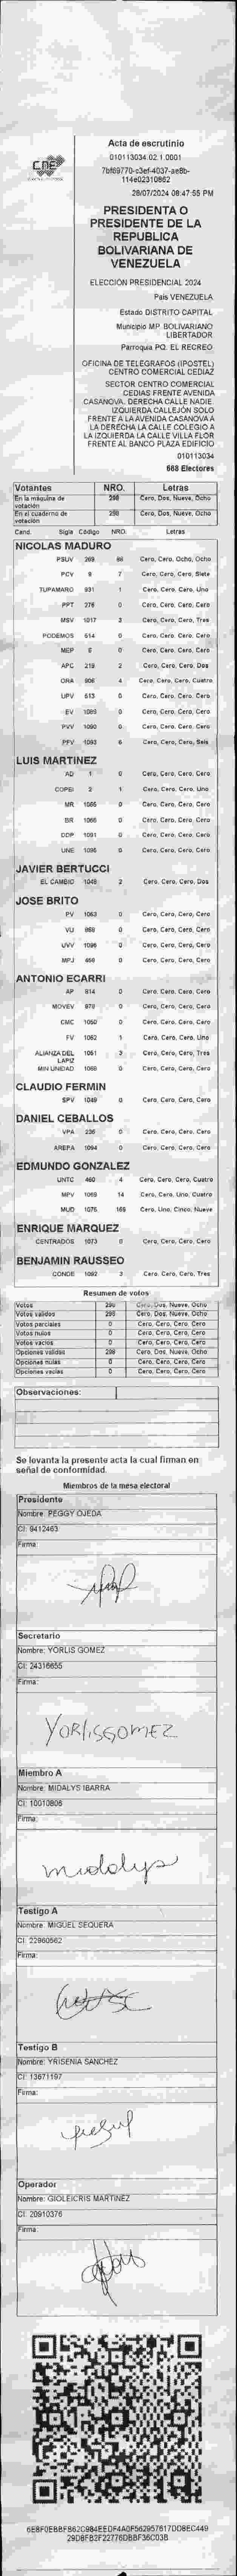 CNE
Acta de escrutinio
010113034.02.1.0001
7bf69770-c3ef-4037-ae8b-
114e02310862
28/07/2024 08:47:55 PM
PRESIDENTA O
PRESIDENTE DE LA
REPUBLICA
BOLIVARIANA DE
VENEZUELA
ELECCION PRESIDENCIAL 2024
Pais VENEZUELA
Estado DISTRITO CAPITAL
Municipio MP. BOLIVARIANO
LIBERTADOR
Parroquia PQ. EL RECREO
OFICINA DE TELEGRAFOS (IPOSTEL)
CENTRO COMERCIAL CEDIAZ
SECTOR CENTRO COMERCIAL
CEDIAS FRENTE AVENIDA
CASANOVA. DERECHA CALLE NADIE
IZQUIERDA CALLEJÓN SOLO
FRENTE A LA AVENIDA CASANOVA A
LA DERECHA LA CALLE COLEGIO A
LA IZQUIERDA LA CALLE VILLA FLOR
FRENTE AL BANCO PLAZA EDIFICIO
010113034
668 Electores
Votantes NRO. Letras
En la máquina de votación 298 Cero, Dos, Nueve, Ocho
En el cuaderno de votación 298 Cero, Dos, Nueve, Ocho
Cand. Sigla Código NRO. Letras
NICOLAS MADURO
PSUV 269 88 Cero, Cero, Ocho, Ocho
PCV 8 7 Cero, Cero, Cero, Siete
TUPAMARO 931 1 Cero, Cero, Cero, Uno
PPT 276 0 Cero, Cero, Cero, Cero
MSV 1017 3 Cero, Cero, Cero, Tres
PODEMOS 614 0 Cero, Cero, Cero, Cero
MEP 6 0 Cero, Cero, Cero, Cero
APC 219 2 Cero, Cero, Cero, Dos
ORA 806 4 Cero, Cero, Cero, Cuatro
UPV 613 0 Cero, Cero, Cero, Cero
EV 1089 0 Cero, Cero, Cero, Cero
PVV 1090 0 Cero, Cero, Cero, Cero
PFV 1093 6 Cero, Cero, Cero, Seis
LUIS MARTINEZ
AD 1 0 Cero, Cero, Cero, Cero
COPEI 2 1 Cero, Cero, Cero, Uno
MR 1066 0 Cero, Cero, Cero, Cero
BR 1066 0 Cero, Cero, Cero, Cero
DDP 1091 0 Cero, Cero, Cero, Cero
UNE 1095 0 Cero, Cero, Cero, Cero
JAVIER BERTUCCI
EL CAMBIO 1048 2 Cero, Cero, Cero, Dos
JOSE BRITO
PV 1063 0 Cero, Cero, Cero, Cero
VU 868 0 Cero, Cero, Cero, Cero
UVV 1096 0 Cero, Cero, Cero, Cero
MPJ 458 0 Cero, Cero, Cero, Cero
ANTONIO ECARRI
AP 814 0 Cero, Cero, Cero, Cero
MOVEV 879 0 Cero, Cero, Cero, Cero
CMC 1050 0 Cero, Cero, Cero, Cero
FV 1052 1 Cero, Cero, Cero, Uno
ALIANZA DEL LAPIZ 1051 3 Cero, Cero, Cero, Tres
MIN UNIDAD 1069 0 Cero, Cero, Cero, Cero
CLAUDIO FERMIN
SPV 1049 0 Cero, Cero, Cero, Cero
DANIEL CEBALLOS
VPA 236 0 Cero, Cero, Cero, Cero
AREPA 1094 0 Cero, Cero, Cero, Cero
EDMUNDO GONZALEZ
UNTC 460 4 Cero, Cero, Cero, Cuatro
MPV 1069 14 Cero, Cero, Uno, Cuatro
MUD 1075 159 Cero, Uno, Cinco, Nueve
ENRIQUE MARQUEZ
CENTRADOS 1073 0 Cero, Cero, Cero, Cero
BENJAMIN RAUSSEO
CONDE 1092 3 Cero, Cero, Cero, Tres
Resumen de votos
Votos 298 Cero, Dos, Nueve, Ocho
Votos validos 298 Cero, Dos, Nueve, Ocho
Votos parciales 0 Cero, Cero, Cero, Cero
Votos nulos 0 Cero, Cero, Cero, Cero
Votos vacios 0 Cero, Cero, Cero, Cero
Opciones validas 298 Cero, Dos, Nueve, Ocho
Opciones nulas 0 Cero, Cero, Cero, Cero
Opciones vacias 0 Cero, Cero, Cero, Cero
Observaciones:
Se levanta la presente acta la cual firman en
señal de conformidad.
Miembros de la mesa electoral
Presidente
Nombre: PEGGY OJEDA
CI: 9412463
Firma:
Secretario
Nombre: YORLIS GOMEZ
CI: 24316655
Firma:
YORLISGOMEZ
Miembro A
Nombre: MIDALYS IBARRA
CI: 10010806
Firma:
midalys
Testigo A
Nombre: MIGUEL SEQUERA
CI: 22960562
Firma:
Testigo B
Nombre: YRISENIA SANCHEZ
CI: 13671197
Firma:
Operador
Nombre: GIOLEICRIS MARTINEZ
CI: 20910376
Firma:
6E8F0EBBFB62C984EEDF4A0F562957617DD8EC449
29D8FB2F22776DBBF36C03B